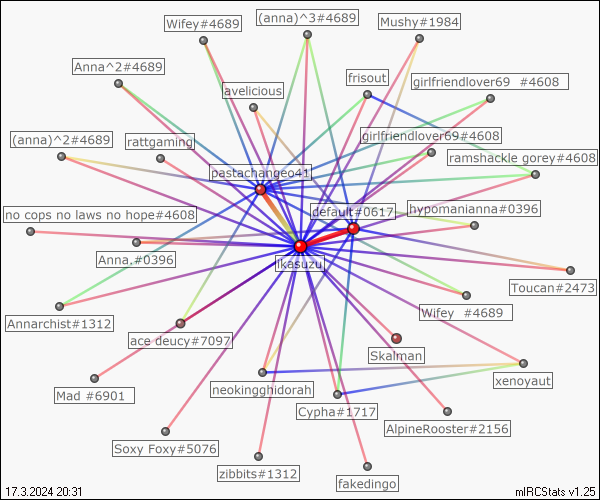 Wifey#4689
(anna)^3#4689
Mushy#1984
Anna^2#4689
avelicious
frisout
girlfriendlover69 #4608
(anna)^2#4689
rattgaming
girlfriendlover69#4608
ramshackle gorey#4608
pastachangeo41
no cops no laws no hope#4608
default#0617
hypomanianna#0396
Anna.#0396
ikasuzu
Toucan#2473
Annarchist#1312
Wifey #4689
ace deucy#7097
Skalman
Mad #6901
neokingghidorah
xenoyaut
Cypha#1717
AlpineRooster#2156
Soxy Foxy#5076
zibbits#1312
fakedingo
17.3.2024 20:31
mIRCStats v1.25